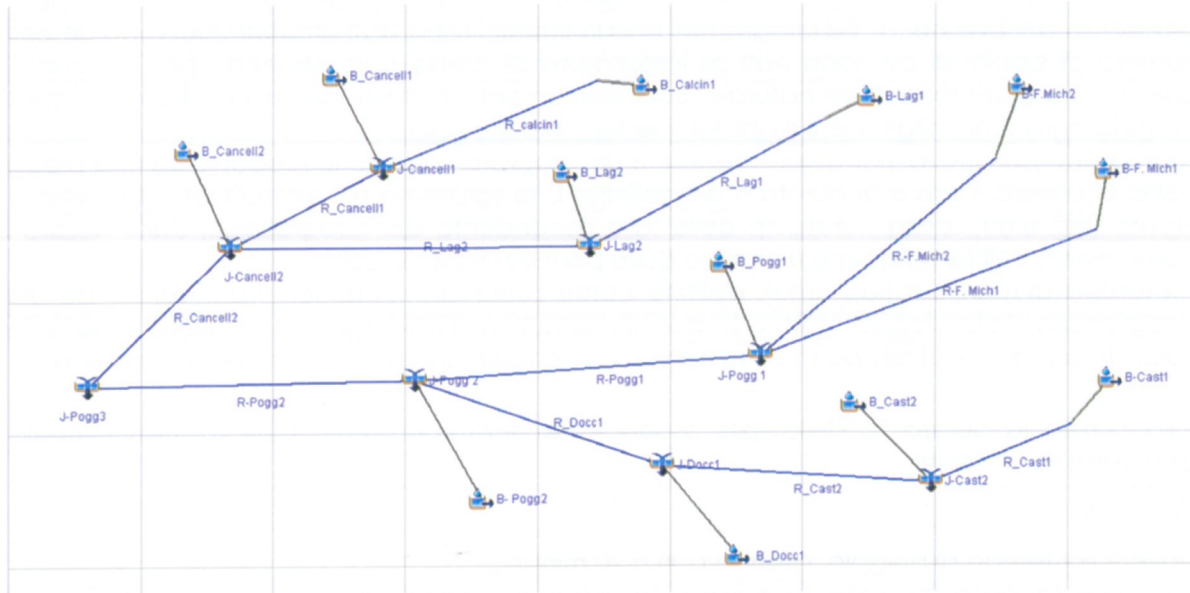 B_Cancell1
B_Calcin1
B-Lag1
B-F.Mich2
R_calcin1
B_Cancell2
J-Cancell1
B_Lag2
R_Lag1
B-F. Mich1
R_Cancell1
R_Lag2
J-Lag2
J-Cancell2
R.-F.Mich2
B_Pogg1
R-F. Mich1
R_Cancell2
J-Pogg 2
R-Pogg1
J-Pogg 1
B-Cast1
R-Pogg2
J-Pogg3
B_Cast2
R_Docc1
J-Docc1
R_Cast1
J-Cast2
R_Cast2
B- Pogg2
B_Docc1